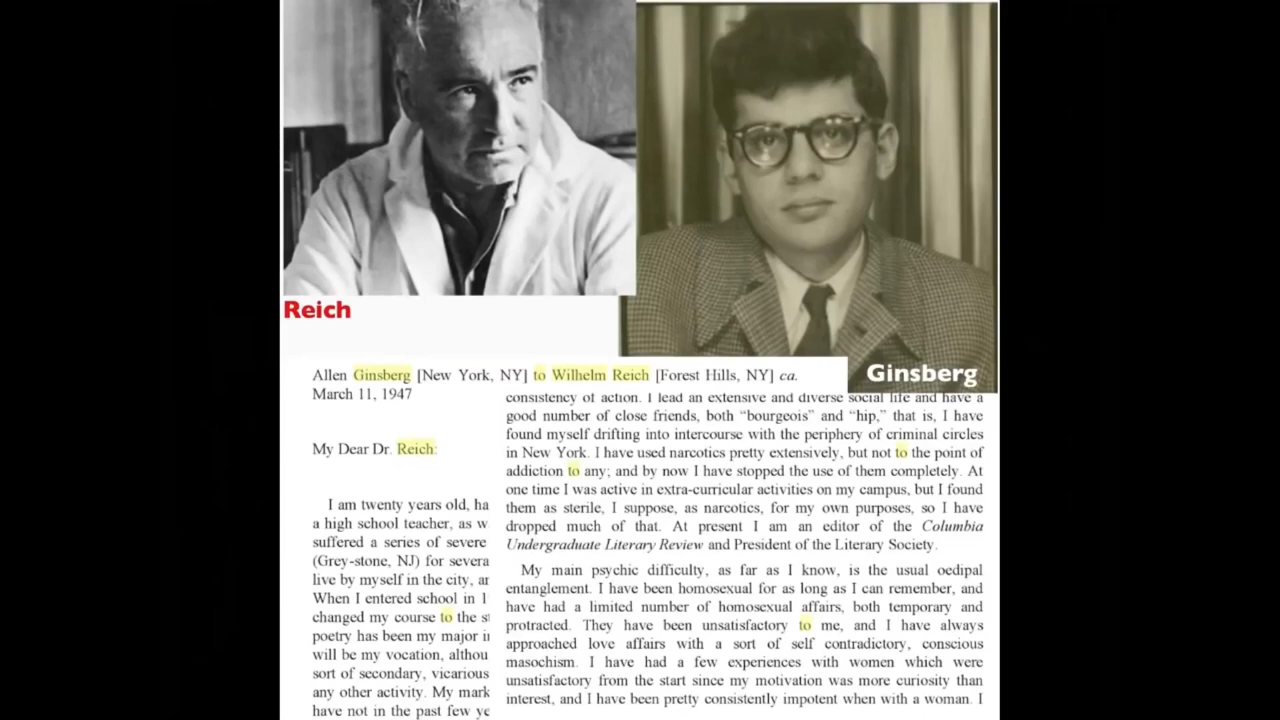 Reich
Ginsberg
Allen Ginsberg [New York, NY] to Wilhelm Reich [Forest Hills, NY] ca.
March 11, 1947
My Dear Dr. Reich:
I am twenty years old, ha
a high school teacher, as w
suffered a series of severe
(Grey-stone, NJ) for severa
live by myself in the city, an
When I entered school in 1
changed my course to the st
poetry has been my major in
will be my vocation, althou
sort of secondary, vicarious
any other activity. My mark
have not in the past few ye
consistency of action. I lead an extensive and diverse social life and have a
good number of close friends, both “bourgeois” and “hip,” that is, I have
found myself drifting into intercourse with the periphery of criminal circles
in New York. I have used narcotics pretty extensively, but not to the point of
addiction to any; and by now I have stopped the use of them completely. At
one time I was active in extra-curricular activities on my campus, but I found
them as sterile, I suppose, as narcotics, for my own purposes, so I have
dropped much of that. At present I am an editor of the Columbia
Undergraduate Literary Review and President of the Literary Society.
My main psychic difficulty, as far as I know, is the usual oedipal
entanglement. I have been homosexual for as long as I can remember, and
have had a limited number of homosexual affairs, both temporary and
protracted. They have been unsatisfactory to me, and I have always
approached love affairs with a sort of self contradictory, conscious
masochism. I have had a few experiences with women which were
unsatisfactory from the start since my motivation was more curiosity than
interest, and I have been pretty consistently impotent when with a woman. I